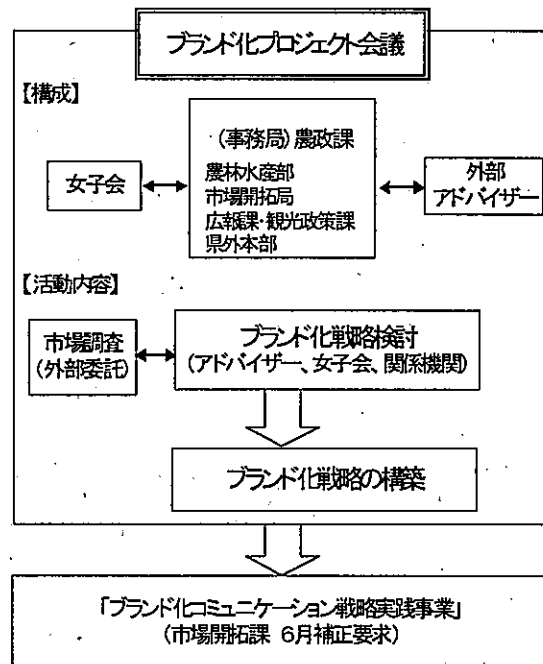 ブランド化プロジェクト会議
【構成】
(事務局)農政課
農林水産部
市場開拓局
広報課・観光政策課
県外本部
女子会
外部
アドバイザー
【活動内容】
市場調査
(外部委託)
ブランド化戦略検討
(アドバイザー、女子会、関係機関)
ブランド化戦略の構築
「ブランド化コミュニケーション戦略実践事業」
(市場開拓課 6月補正要求)